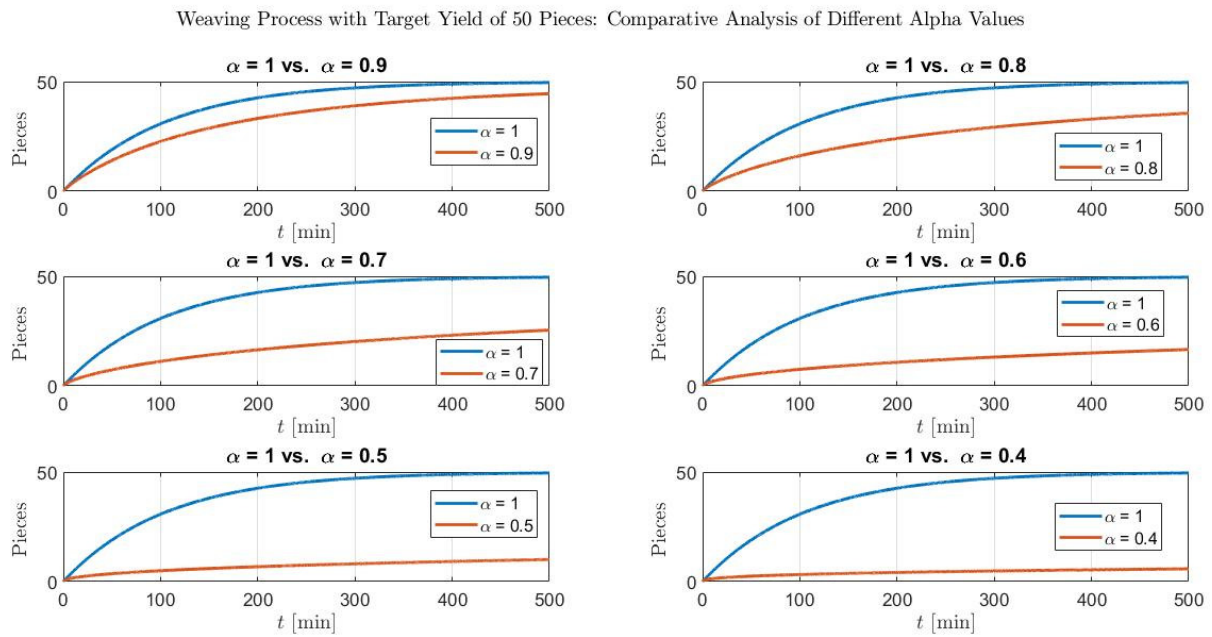 Weaving Process with Target Yield of 50 Pieces: Comparative Analysis of Different Alpha Values
α = 1 vs. α = 0.9
50
0
Pieces
α = 1
α = 0.9
0 100 200 300 400 500
t [min]
α = 1 vs. α = 0.8
50
0
Pieces
α = 1
α = 0.8
0 100 200 300 400 500
t [min]
α = 1 vs. α = 0.7
50
0
Pieces
α = 1
α = 0.7
0 100 200 300 400 500
t [min]
α = 1 vs. α = 0.6
50
0
Pieces
α = 1
α = 0.6
0 100 200 300 400 500
t [min]
α = 1 vs. α = 0.5
50
0
Pieces
α = 1
α = 0.5
0 100 200 300 400 500
t [min]
α = 1 vs. α = 0.4
50
0
Pieces
α = 1
α = 0.4
0 100 200 300 400 500
t [min]